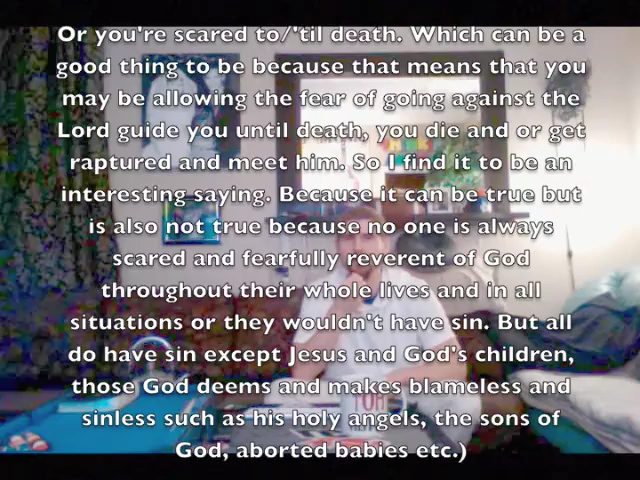 Or you're scared to/'til death. Which can be a
good thing to be because that means that you
may be allowing the fear of going against the
Lord guide you until death, you die and or get
raptured and meet him. So I find it to be an
interesting saying. Because it can be true but
is also not true because no one is always
scared and fearfully reverent of God
throughout their whole lives and in all
situations or they wouldn't have sin. But all
do have sin except Jesus and God's children,
those God deems and makes blameless and
sinless such as his holy angels, the sons of
God, aborted babies etc.)